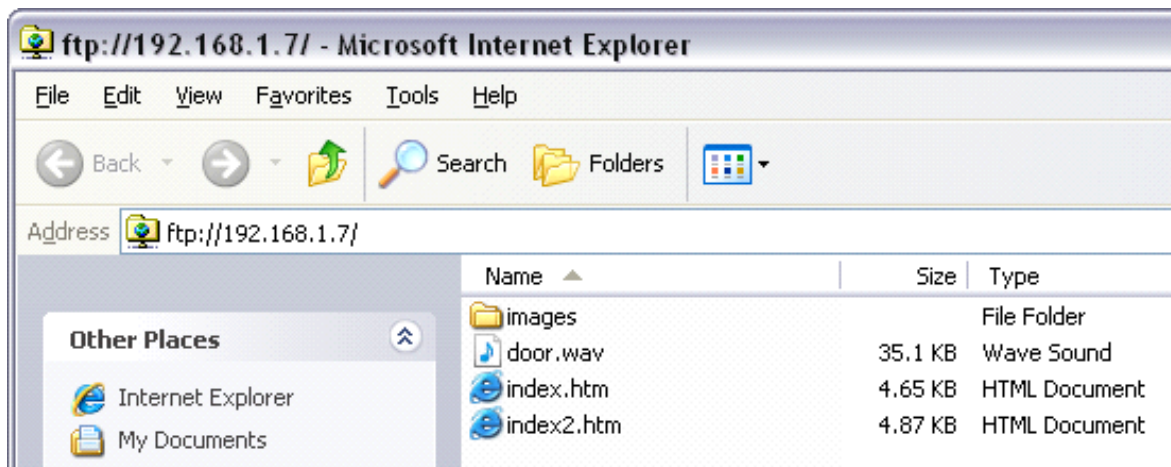 ftp://192.168.1.7/ - Microsoft Internet Explorer
File Edit View Favorites Tools Help
Back Search Folders
Address ftp://192.168.1.7/
Name Size Type
Other Places
Internet Explorer
My Documents
images File Folder
door.wav 35.1 KB Wave Sound
index.htm 4.65 KB HTML Document
index2.htm 4.87 KB HTML Document